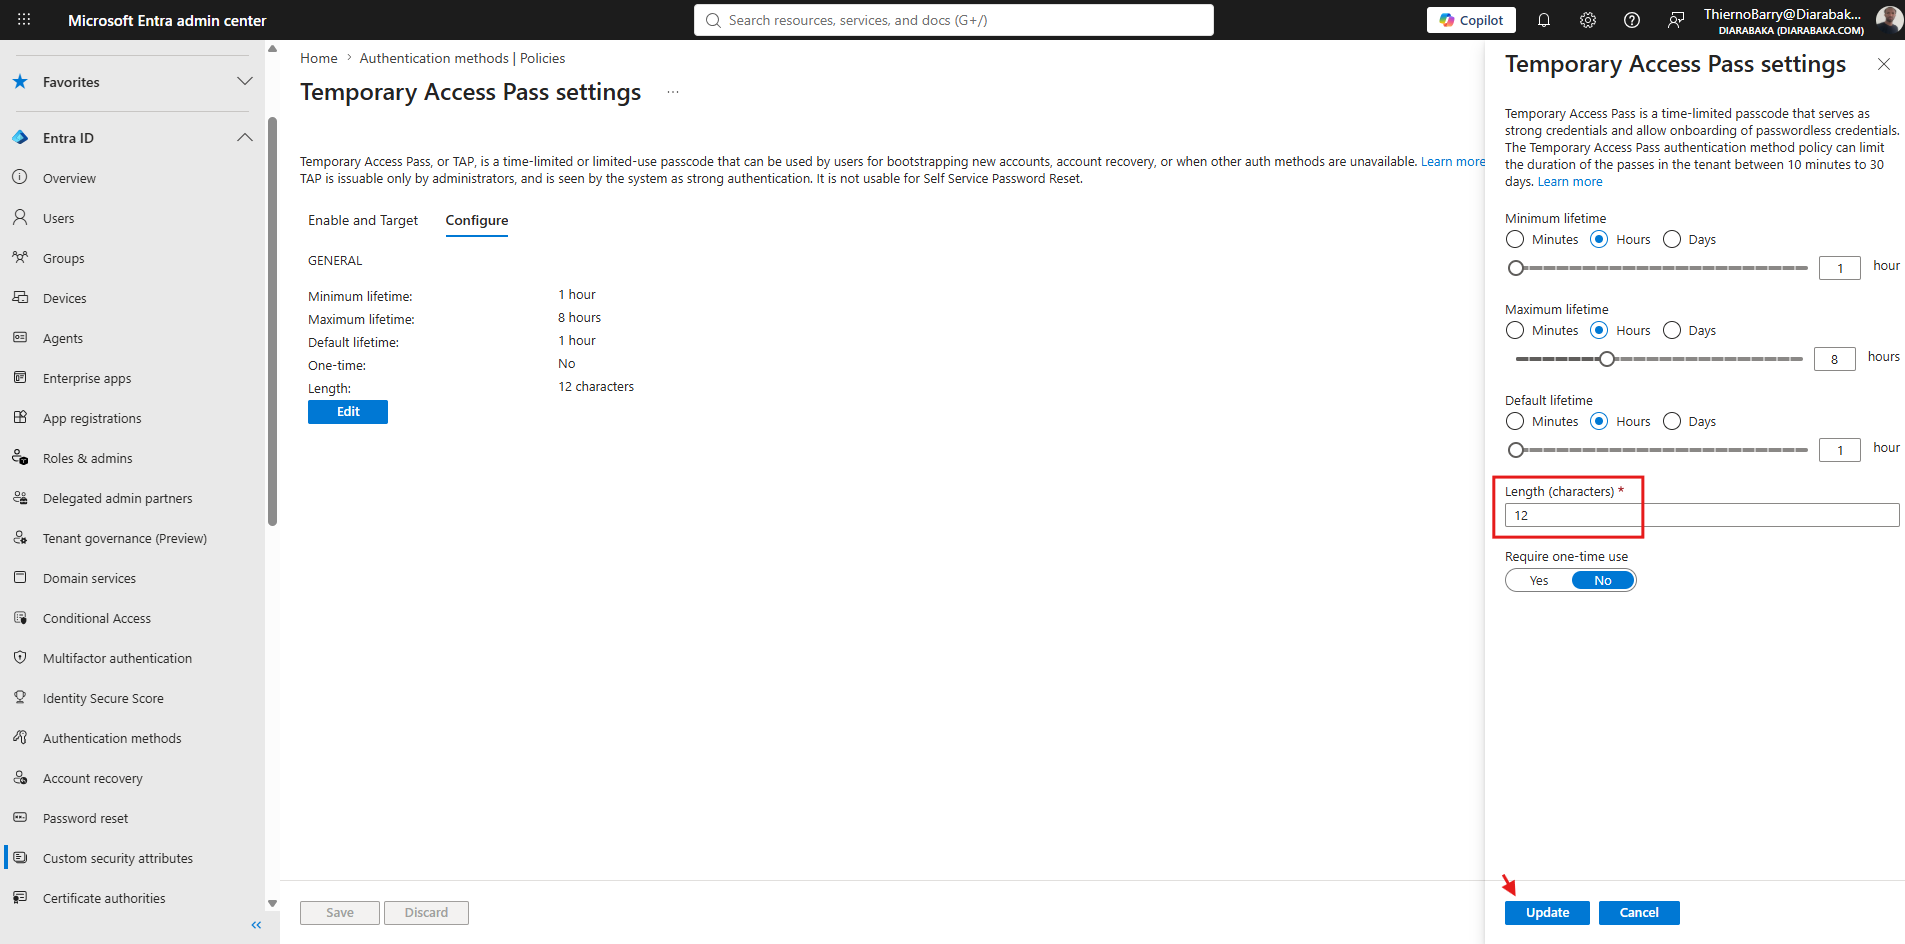 Microsoft Entra admin center
Search resources, services, and docs (G+/)
Copilot
ThiernoBarry@Diarabak...
DIARABAKA (DIARABAKA.COM)
Favorites
Entra ID
Overview
Users
Groups
Devices
Agents
Enterprise apps
App registrations
Roles & admins
Delegated admin partners
Tenant governance (Preview)
Domain services
Conditional Access
Multifactor authentication
Identity Secure Score
Authentication methods
Account recovery
Password reset
Custom security attributes
Certificate authorities
Home > Authentication methods | Policies
Temporary Access Pass settings ...
Temporary Access Pass, or TAP, is a time-limited or limited-use passcode that can be used by users for bootstrapping new accounts, account recovery, or when other auth methods are unavailable. Learn more
TAP is issuable only by administrators, and is seen by the system as strong authentication. It is not usable for Self Service Password Reset.
Enable and Target Configure
GENERAL
Minimum lifetime: 1 hour
Maximum lifetime: 8 hours
Default lifetime: 1 hour
One-time: No
Length: 12 characters
Edit
Save Discard
Temporary Access Pass settings
Temporary Access Pass is a time-limited passcode that serves as
strong credentials and allow onboarding of passwordless credentials.
The Temporary Access Pass authentication method policy can limit
the duration of the passes in the tenant between 10 minutes to 30
days. Learn more
Minimum lifetime
Minutes Hours Days
1 hour
Maximum lifetime
Minutes Hours Days
8 hours
Default lifetime
Minutes Hours Days
1 hour
Length (characters) *
12
Require one-time use
Yes No
Update Cancel